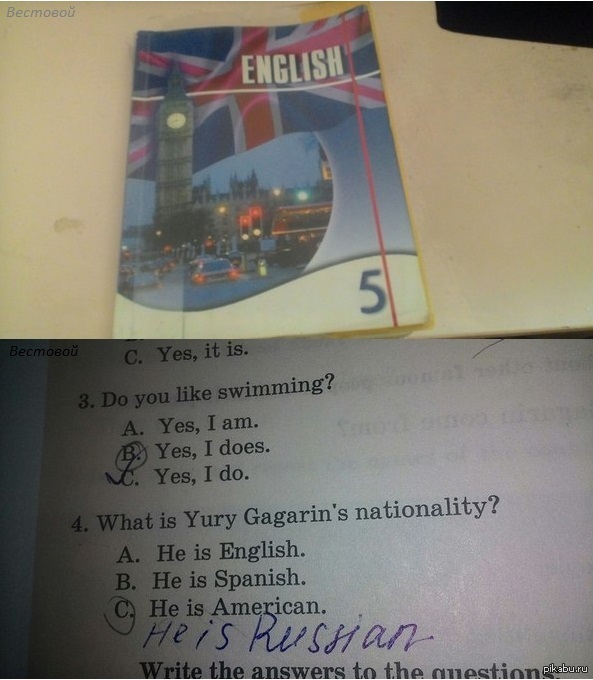 Вестовой
ENGLISH
5
Вестовой
C. Yes, it is.
3. Do you like swimming?
A. Yes, I am.
B. Yes, I does.
C. Yes, I do.
4. What is Yury Gagarin's nationality?
A. He is English.
B. He is Spanish.
C. He is American.
He is Russian
Write the answers to the questions.
pikabu.ru